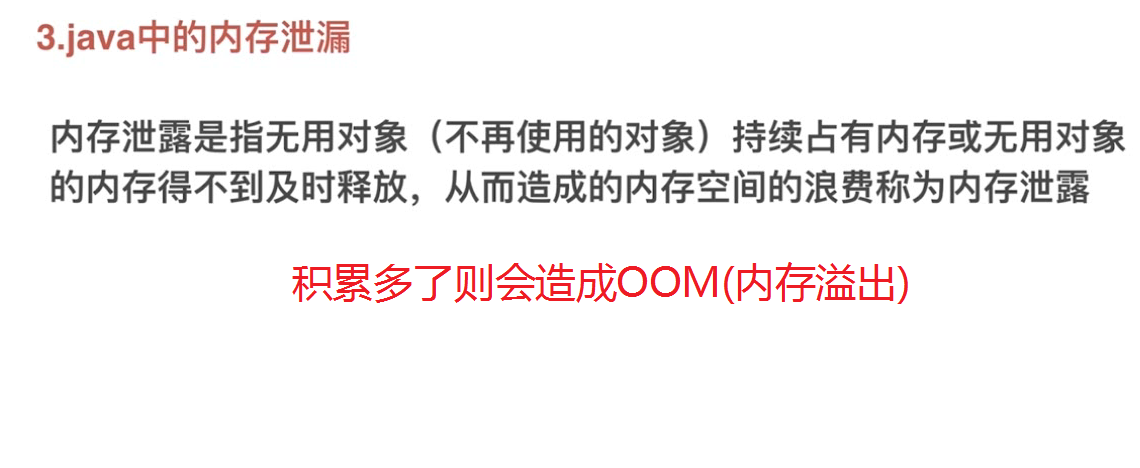 3.java中的内存泄漏
内存泄露是指无用对象（不再使用的对象）持续占有内存或无用对象
的内存得不到及时释放，从而造成的内存空间的浪费称为内存泄露
积累多了则会造成OOM(内存溢出)